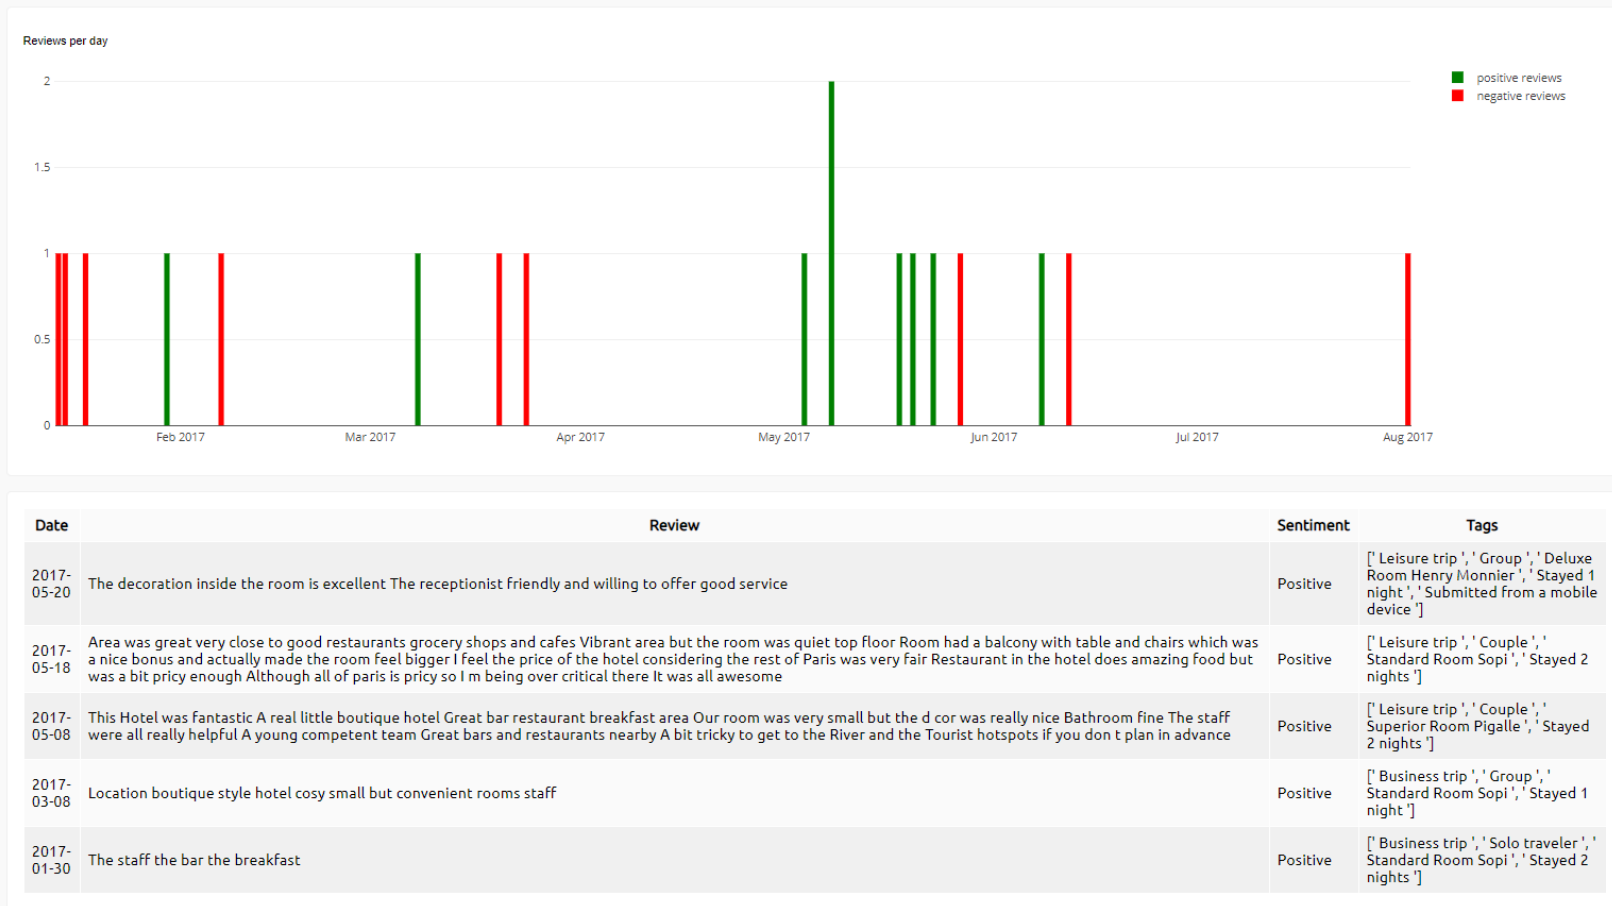 Reviews per day
positive reviews
negative reviews
2
1.5
1
0.5
0
Feb 2017
Mar 2017
Apr 2017
May 2017
Jun 2017
Jul 2017
Aug 2017
Date Review Sentiment Tags
2017-
05-20
The decoration inside the room is excellent The receptionist friendly and willing to offer good service
Positive
[' Leisure trip ', ' Group ', ' Deluxe
Room Henry Monnier ', ' Stayed 1
night ', ' Submitted from a mobile
device ']
2017-
05-18
Area was great very close to good restaurants grocery shops and cafes Vibrant area but the room was quiet top floor Room had a balcony with table and chairs which was
a nice bonus and actually made the room feel bigger I feel the price of the hotel considering the rest of Paris was very fair Restaurant in the hotel does amazing food but
was a bit pricy enough Although all of paris is pricy so I m being over critical there It was all awesome
Positive
[' Leisure trip ', ' Couple ', '
Standard Room Sopi ', ' Stayed 2
nights ']
2017-
05-08
This Hotel was fantastic A real little boutique hotel Great bar restaurant breakfast area Our room was very small but the d cor was really nice Bathroom fine The staff
were all really helpful A young competent team Great bars and restaurants nearby A bit tricky to get to the River and the Tourist hotspots if you don t plan in advance
Positive
[' Leisure trip ', ' Couple ', '
Superior Room Pigalle ', ' Stayed
2 nights ']
2017-
03-08
Location boutique style hotel cosy small but convenient rooms staff
Positive
[' Business trip ', ' Group ', '
Standard Room Sopi ', ' Stayed 1
night ']
2017-
01-30
The staff the bar the breakfast
Positive
[' Business trip ', ' Solo traveler ', '
Standard Room Sopi ', ' Stayed 2
nights ']